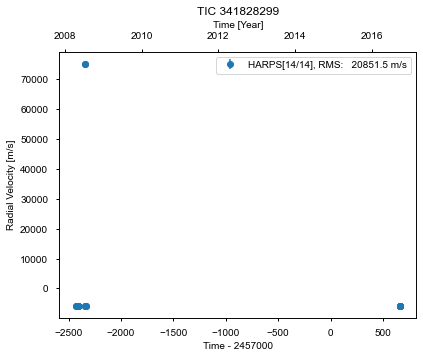 TIC 341828299
Time [Year]
2008 2010 2012 2014 2016
HARPS[14/14], RMS: 20851.5 m/s
70000
60000
50000
40000
30000
20000
10000
0
Radial Velocity [m/s]
−2500 −2000 −1500 −1000 −500 0 500
Time - 2457000